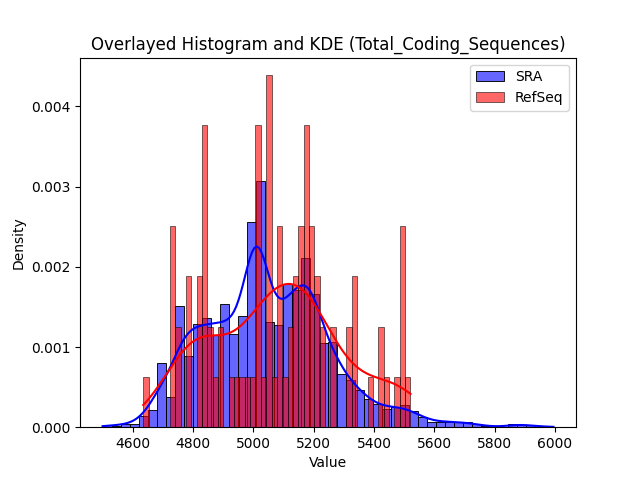 Overlayed Histogram and KDE (Total_Coding_Sequences)
SRA
RefSeq
0.004
0.003
0.002
0.001
0.000
Density
4600 4800 5000 5200 5400 5600 5800 6000
Value